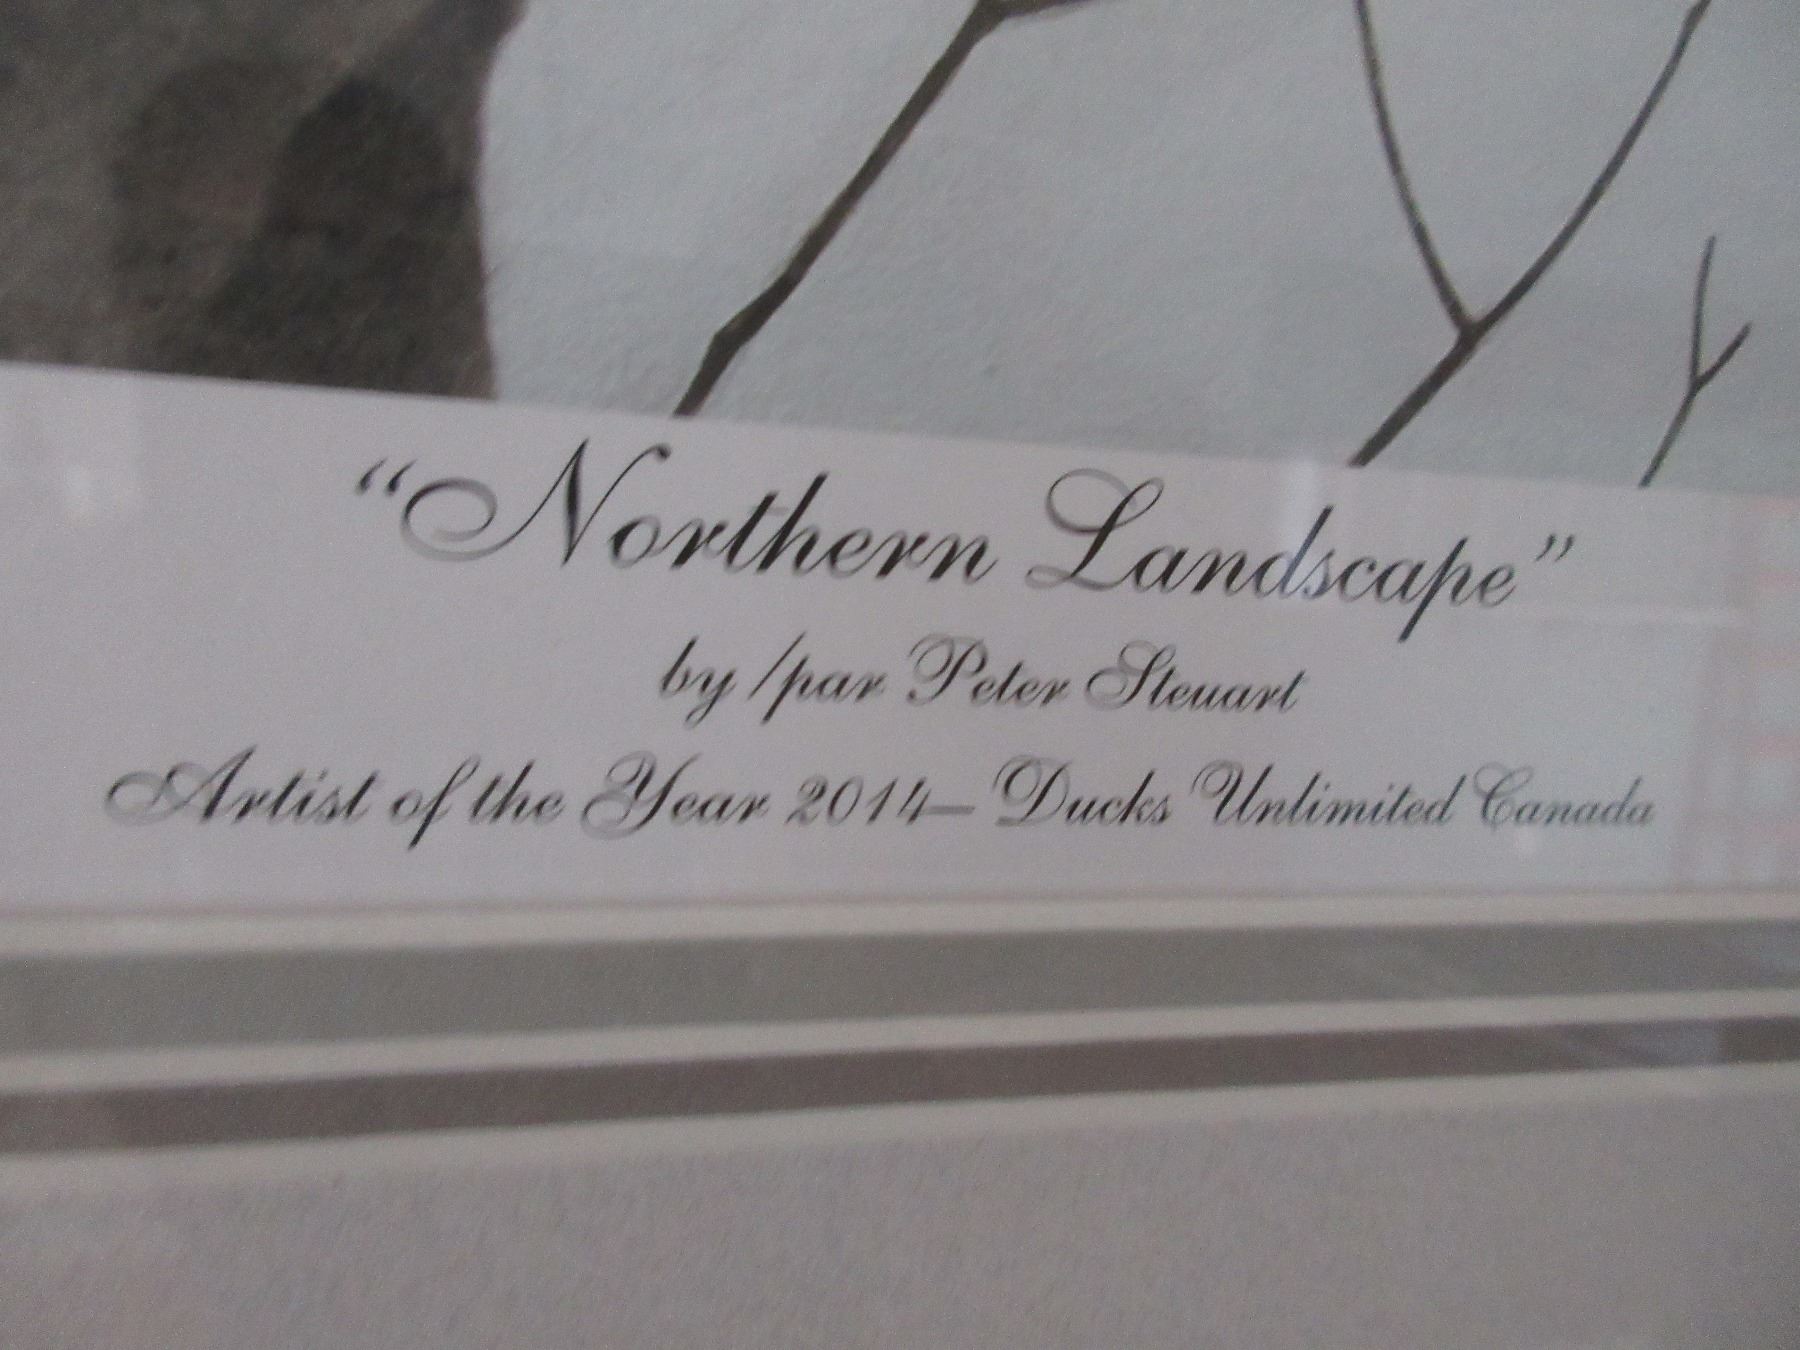 “Northern Landscape”
by/par Peter Steuart
Artist of the Year 2014– Ducks Unlimited Canada